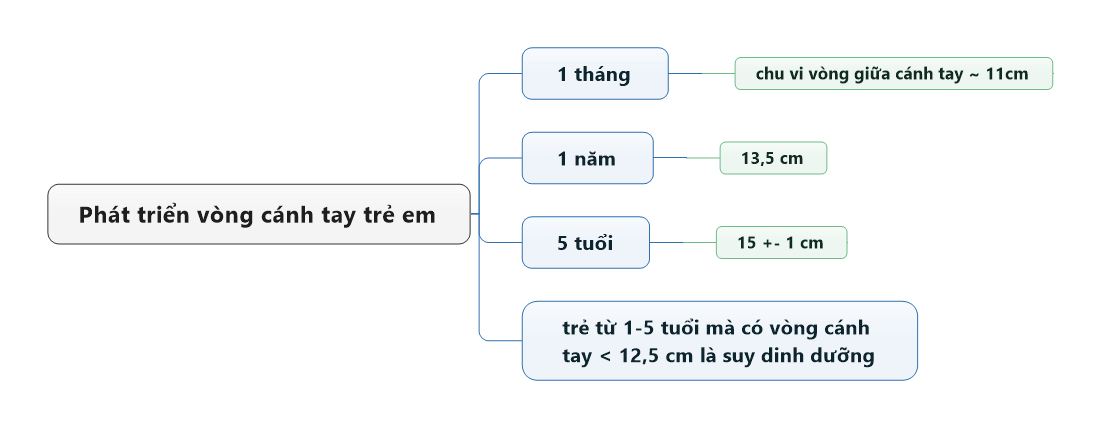 Phát triển vòng cánh tay trẻ em
1 tháng
chu vi vòng giữa cánh tay ~ 11cm
1 năm
13,5 cm
5 tuổi
15 +- 1 cm
trẻ từ 1-5 tuổi mà có vòng cánh
tay < 12,5 cm là suy dinh dưỡng